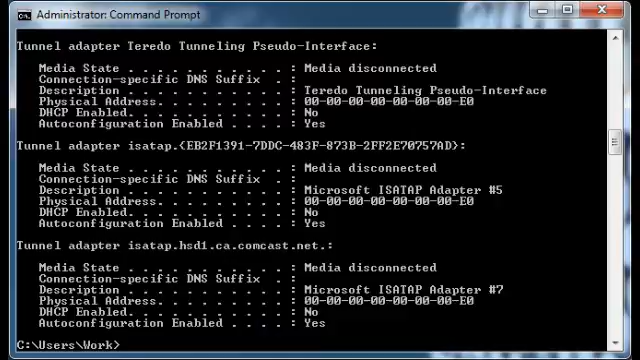 Administrator: Command Prompt
Tunnel adapter Teredo Tunneling Pseudo-Interface:
Media State . . . . . . . . . . . : Media disconnected
Connection-specific DNS Suffix . :
Description . . . . . . . . . . . : Teredo Tunneling Pseudo-Interface
Physical Address. . . . . . . . . : 00-00-00-00-00-00-00-E0
DHCP Enabled. . . . . . . . . . . : No
Autoconfiguration Enabled . . . . : Yes
Tunnel adapter isatap.{EB2F1391-7DDC-483F-873B-2FF2E70757AD}:
Media State . . . . . . . . . . . : Media disconnected
Connection-specific DNS Suffix . :
Description . . . . . . . . . . . : Microsoft ISATAP Adapter #5
Physical Address. . . . . . . . . : 00-00-00-00-00-00-00-E0
DHCP Enabled. . . . . . . . . . . : No
Autoconfiguration Enabled . . . . : Yes
Tunnel adapter isatap.hsd1.ca.comcast.net.:
Media State . . . . . . . . . . . : Media disconnected
Connection-specific DNS Suffix . :
Description . . . . . . . . . . . : Microsoft ISATAP Adapter #7
Physical Address. . . . . . . . . : 00-00-00-00-00-00-00-E0
DHCP Enabled. . . . . . . . . . . : No
Autoconfiguration Enabled . . . . : Yes
C:\Users\Work>